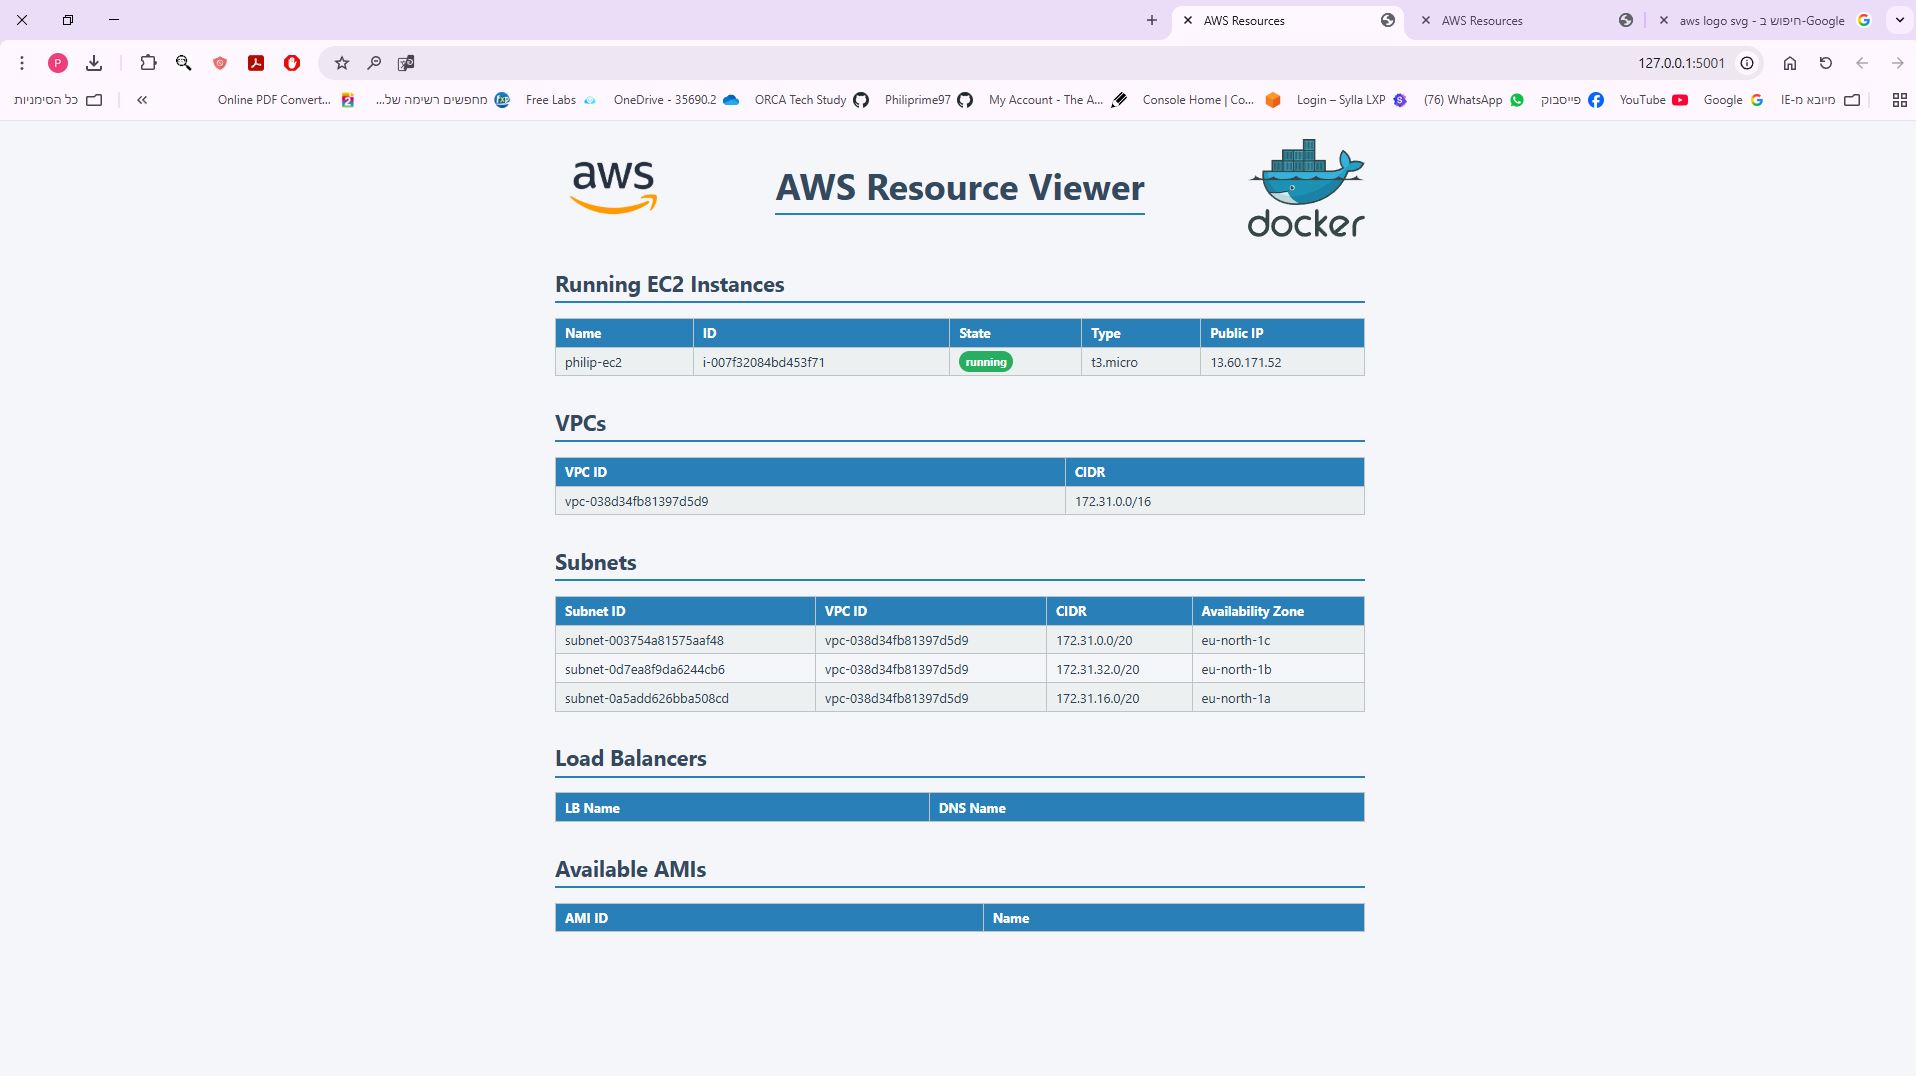 AWS Resources
AWS Resources
aws logo svg - חיפוש ב-Google
P
127.0.0.1:5001
כל הסימניות
Online PDF Convert...
מחפשים רשימה של...
Free Labs
OneDrive - 35690.2
ORCA Tech Study
Philiprime97
My Account - The A...
Console Home | Co...
Login – Sylla LXP
(76) WhatsApp
פייסבוק
YouTube
Google
מיובא מ-IE
aws
AWS Resource Viewer
docker
Running EC2 Instances
Name ID State Type Public IP
philip-ec2 i-007f32084bd453f71 running t3.micro 13.60.171.52
VPCs
VPC ID CIDR
vpc-038d34fb81397d5d9 172.31.0.0/16
Subnets
Subnet ID VPC ID CIDR Availability Zone
subnet-003754a81575aaf48 vpc-038d34fb81397d5d9 172.31.0.0/20 eu-north-1c
subnet-0d7ea8f9da6244cb6 vpc-038d34fb81397d5d9 172.31.32.0/20 eu-north-1b
subnet-0a5add626bba508cd vpc-038d34fb81397d5d9 172.31.16.0/20 eu-north-1a
Load Balancers
LB Name DNS Name
Available AMIs
AMI ID Name